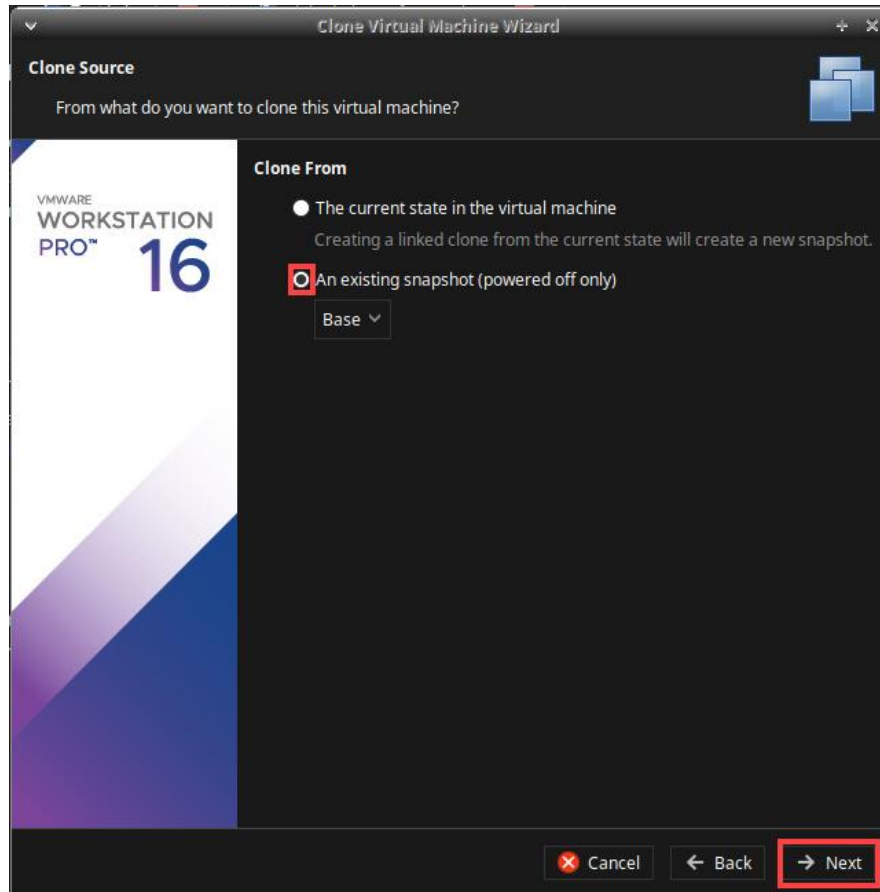 Clone Virtual Machine Wizard
Clone Source
From what do you want to clone this virtual machine?
VMWARE
WORKSTATION
PRO™ 16
Clone From
The current state in the virtual machine
Creating a linked clone from the current state will create a new snapshot.
An existing snapshot (powered off only)
Base
Cancel
Back
Next